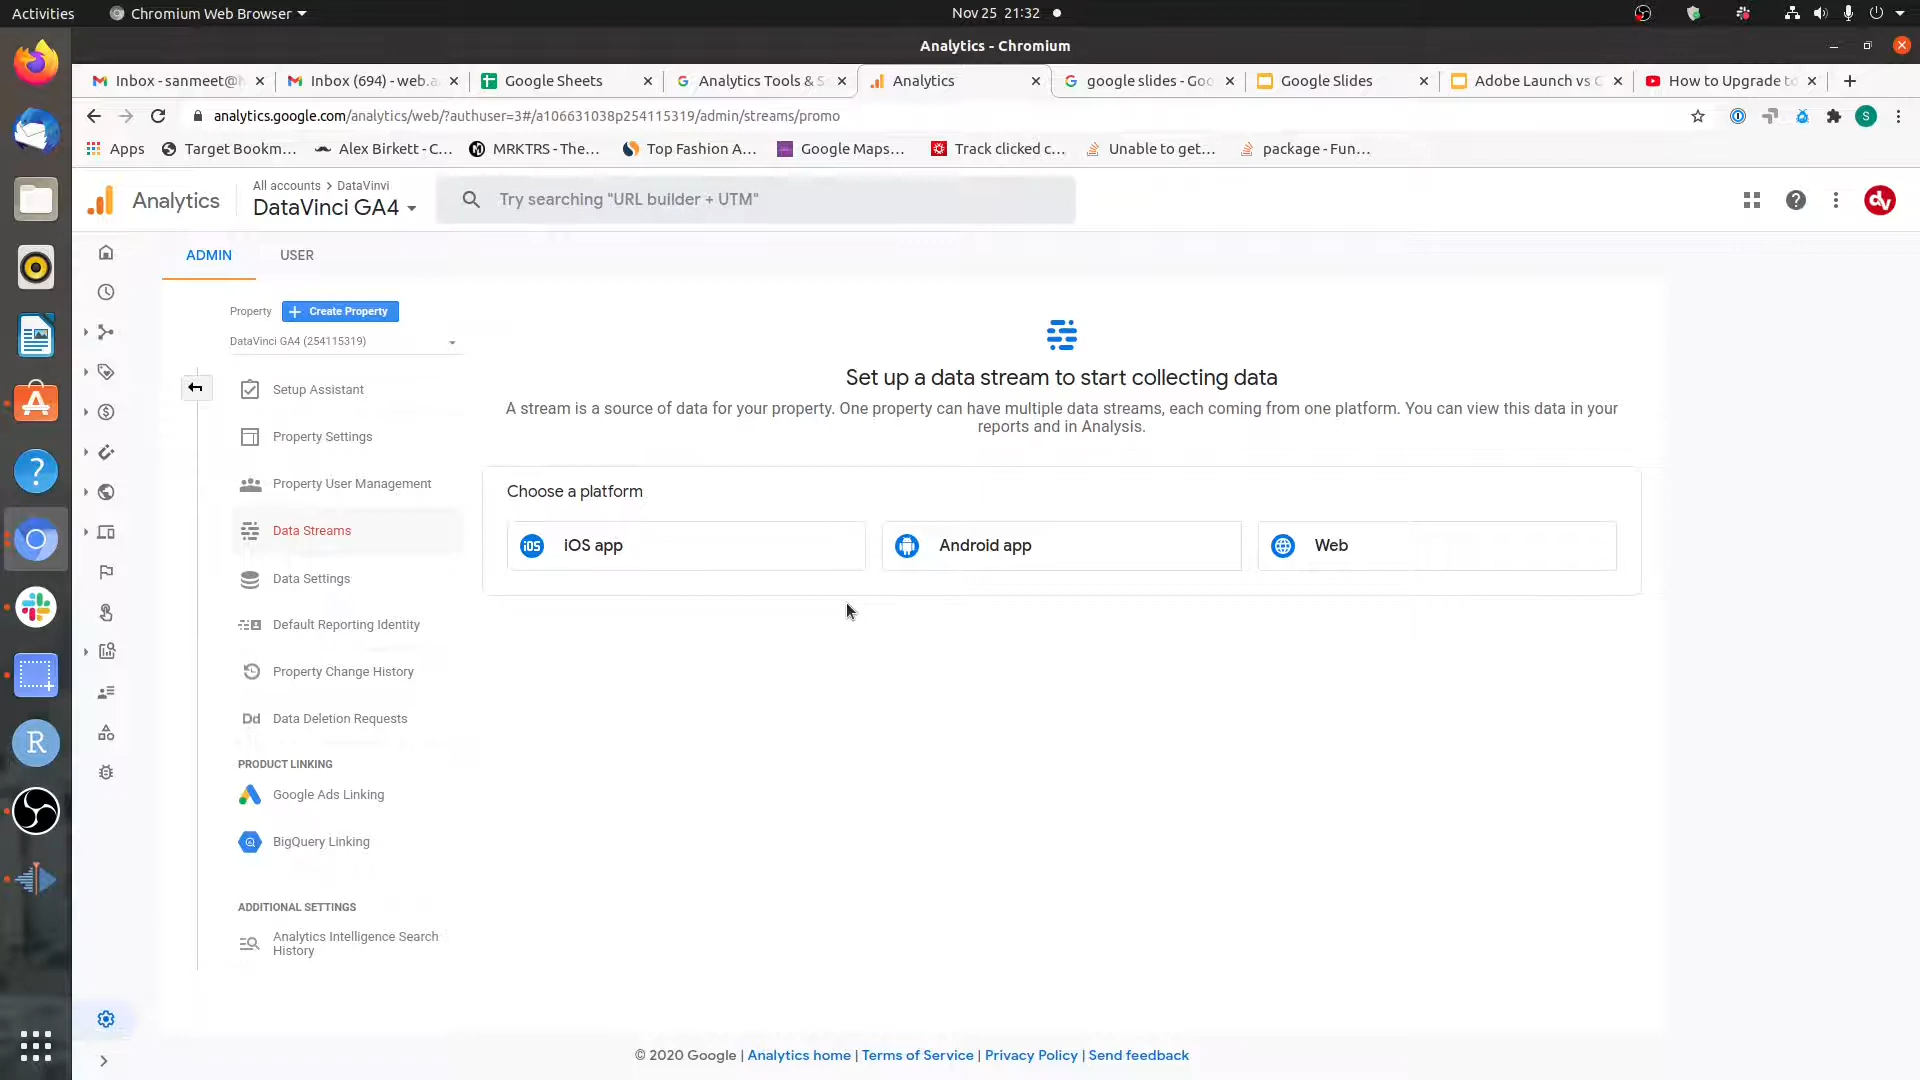 Activities
Chromium Web Browser
Nov 25 21:32
Analytics - Chromium
Inbox - sanmeet@
Inbox (694) - web.a
Google Sheets
Analytics Tools & S
Analytics
google slides - Goo
Google Slides
Adobe Launch vs
How to Upgrade to
analytics.google.com/analytics/web/?authuser=3#/a106631038p254115319/admin/streams/promo
S
Apps
Target Bookm...
Alex Birkett - C...
MRKTRS - The...
Top Fashion A...
Google Maps...
Track clicked c...
Unable to get...
package - Fun...
Analytics
All accounts > DataVinvi
DataVinci GA4
Try searching "URL builder + UTM"
dv
ADMIN
USER
Property
+ Create Property
DataVinci GA4 (254115319)
Setup Assistant
Property Settings
Property User Management
Data Streams
Data Settings
Default Reporting Identity
Property Change History
Dd Data Deletion Requests
PRODUCT LINKING
Google Ads Linking
BigQuery Linking
ADDITIONAL SETTINGS
Analytics Intelligence Search
History
Set up a data stream to start collecting data
A stream is a source of data for your property. One property can have multiple data streams, each coming from one platform. You can view this data in your
reports and in Analysis.
Choose a platform
iOS
iOS app
Android app
Web
R
© 2020 Google | Analytics home | Terms of Service | Privacy Policy | Send feedback